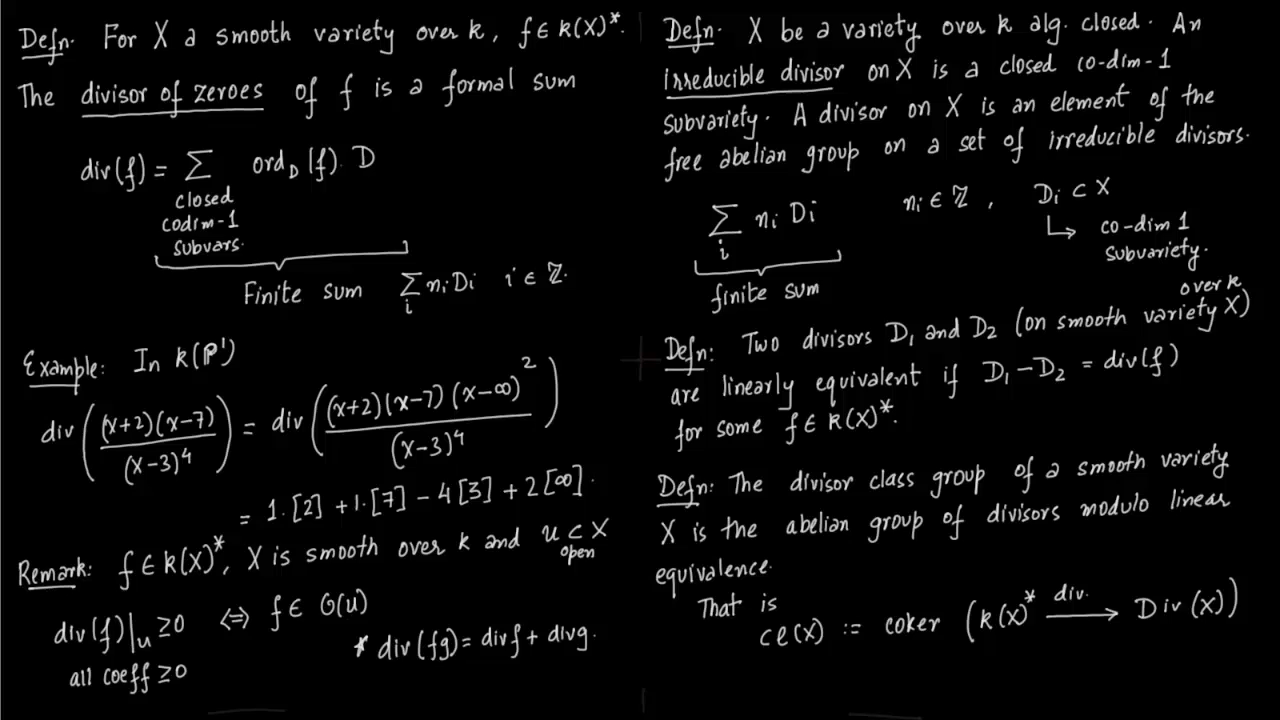 Defn. For X a smooth variety over k, f ∈ k(X)*.
The divisor of zeroes of f is a formal sum
div(f) = ∑ ord_D (f). D
closed
codim-1
subvars.
Finite sum ∑_i n_i D_i i ∈ ℤ.
Example: In k(ℙ¹)
div( (x+2)(x-7) / (x-3)^4 ) = div( (x+2)(x-7)(x-∞)^2 / (x-3)^4 )
= 1.[2] + 1.[7] - 4[3] + 2[∞].
Remark: f ∈ k(X)*, X is smooth over k and U ⊂ X
open
div(f)|_U ≥ 0 ⇔ f ∈ O(U)
all coeff ≥ 0
* div(fg) = div f + div g.
Defn. X be a variety over k alg. closed. An
irreducible divisor on X is a closed co-dim-1
subvariety. A divisor on X is an element of the
free abelian group on a set of irreducible divisors.
∑_i n_i D_i n_i ∈ ℤ, D_i ⊂ X
↳ co-dim 1
subvariety.
finite sum
over k
Defn: Two divisors D_1 and D_2 (on smooth variety X)
are linearly equivalent if D_1 - D_2 = div(f)
for some f ∈ k(X)*.
Defn: The divisor class group of a smooth variety
X is the abelian group of divisors modulo linear
equivalence.
That is
cl(X) := coker (k(X)* div. ⟶ Div(X))